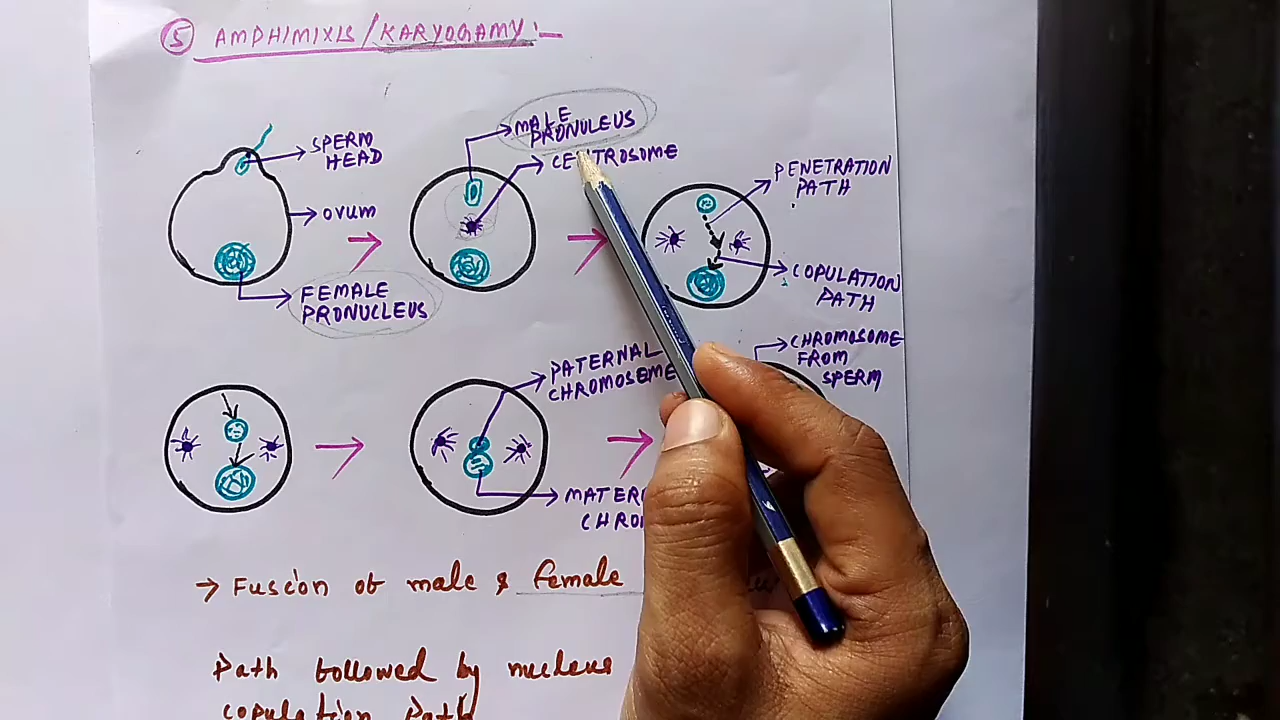 ⑤ AMPHIMIXIS/KARYOGAMY:-
SPERM
HEAD
OVUM
FEMALE
PRONUCLEUS
MALE
PRONULEUS
CENTROSOME
PENETRATION
PATH
COPULATION
PATH
CHROMOSOME
FROM
SPERM
PATERNAL
CHROMOSOME
→ Fusion of male & female
Path followed by nucleus
copulation Path